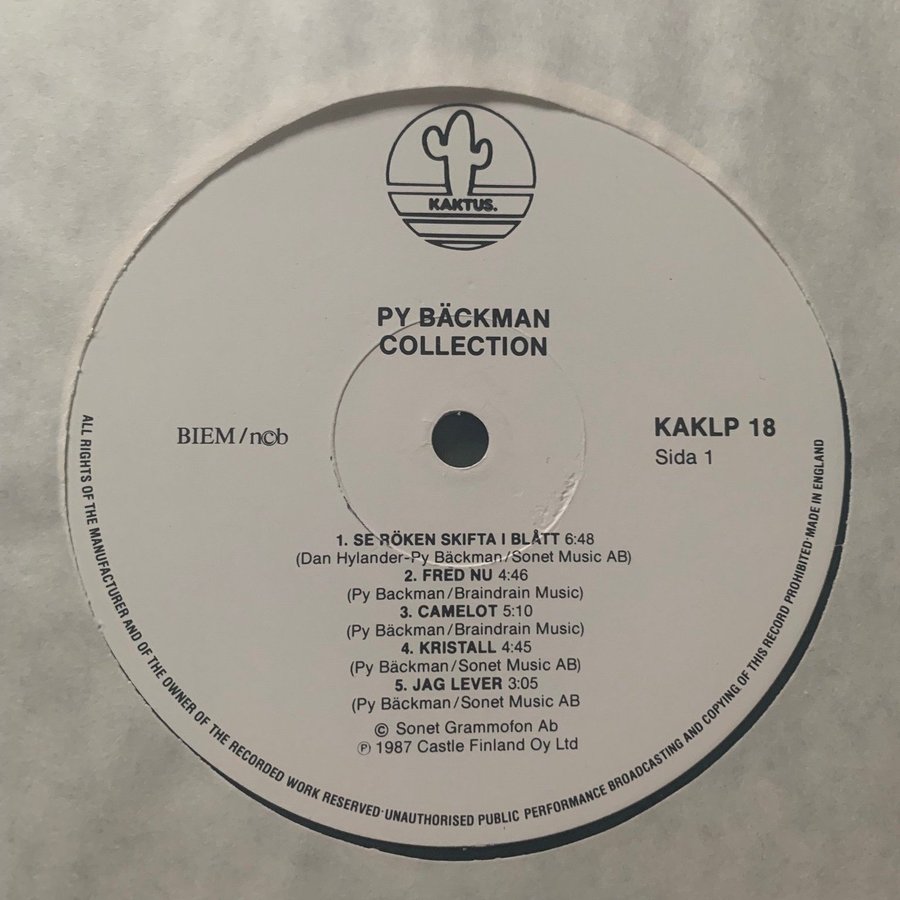 KAKTUS.
PY BÄCKMAN
COLLECTION
BIEM/n©b
KAKLP 18
Sida 1
1. SE RÖKEN SKIFTA I BLÅTT 6:48
(Dan Hylander-Py Bäckman/Sonet Music AB)
2. FRED NU 4:46
(Py Backman/Braindrain Music)
3. CAMELOT 5:10
(Py Bäckman/Braindrain Music)
4. KRISTALL 4:45
(Py Bäckman/Sonet Music AB)
5. JAG LEVER 3:05
(Py Bäckman/Sonet Music AB
© Sonet Grammofon Ab
℗ 1987 Castle Finland Oy Ltd
ALL RIGHTS OF THE MANUFACTURER AND OF THE OWNER OF THE RECORDED WORK RESERVED·UNAUTHORISED PUBLIC PERFORMANCE BROADCASTING AND COPYING OF THIS RECORD PROHIBITED·MADE IN ENGLAND